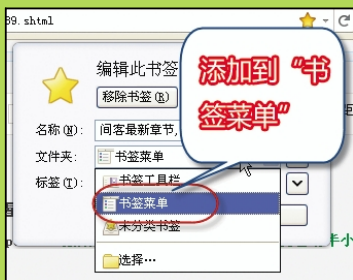 39. shtml
编辑此书签
移除书签(R)
名称(N):
间客最新章节,
文件夹:
书签菜单
标签(T):
书签工具栏
书签菜单
未分类书签
选择…
添加到“书
签菜单”